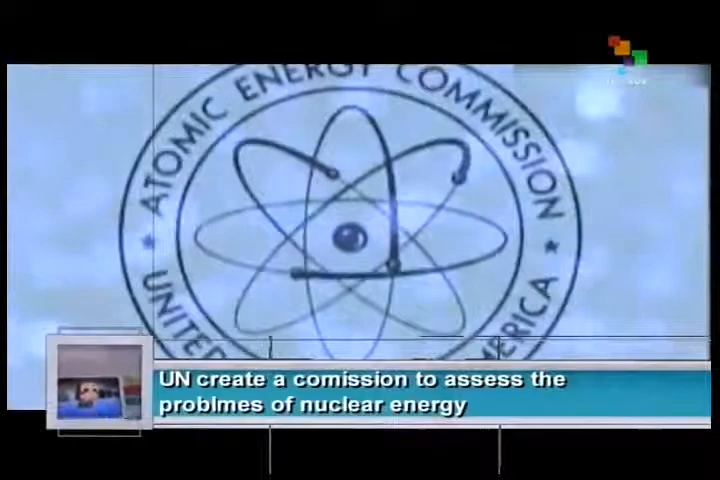 ATOMIC ENERGY COMMISSION
UNITED
AMERICA
UN create a comission to assess the
problmes of nuclear energy